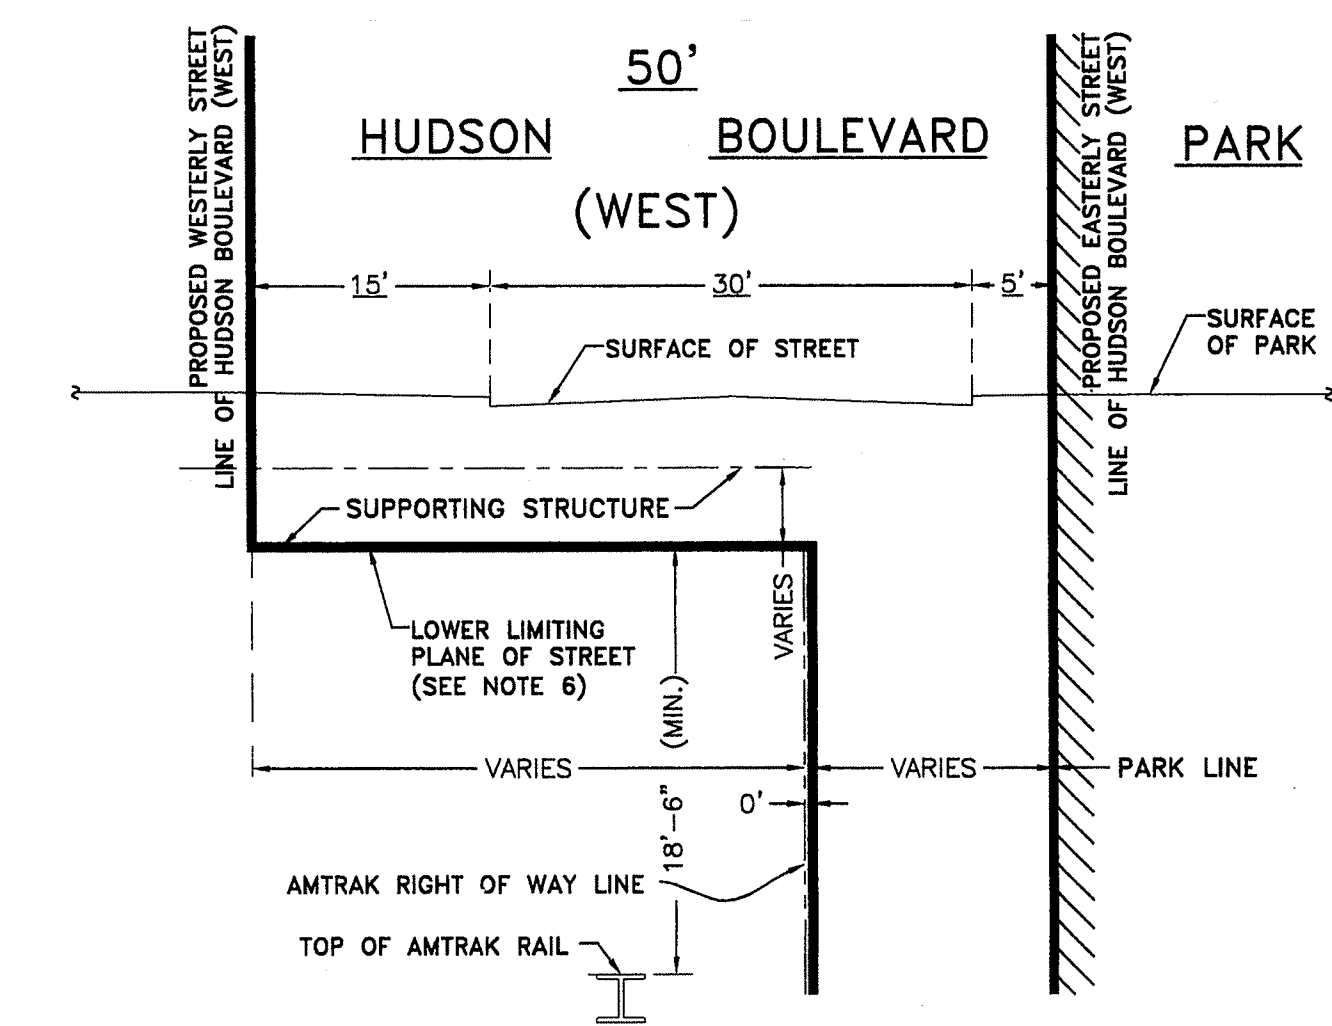 50'
HUDSON BOULEVARD
(WEST)
PARK
PROPOSED WESTERLY STREET
LINE OF HUDSON BOULEVARD (WEST)
PROPOSED EASTERLY STREET
LINE OF HUDSON BOULEVARD (WEST)
15'
30'
5'
SURFACE OF STREET
SURFACE
OF PARK
SUPPORTING STRUCTURE
VARIES
LOWER LIMITING
PLANE OF STREET
(SEE NOTE 6)
18'-6" (MIN.)
VARIES
VARIES
PARK LINE
0'
AMTRAK RIGHT OF WAY LINE
TOP OF AMTRAK RAIL